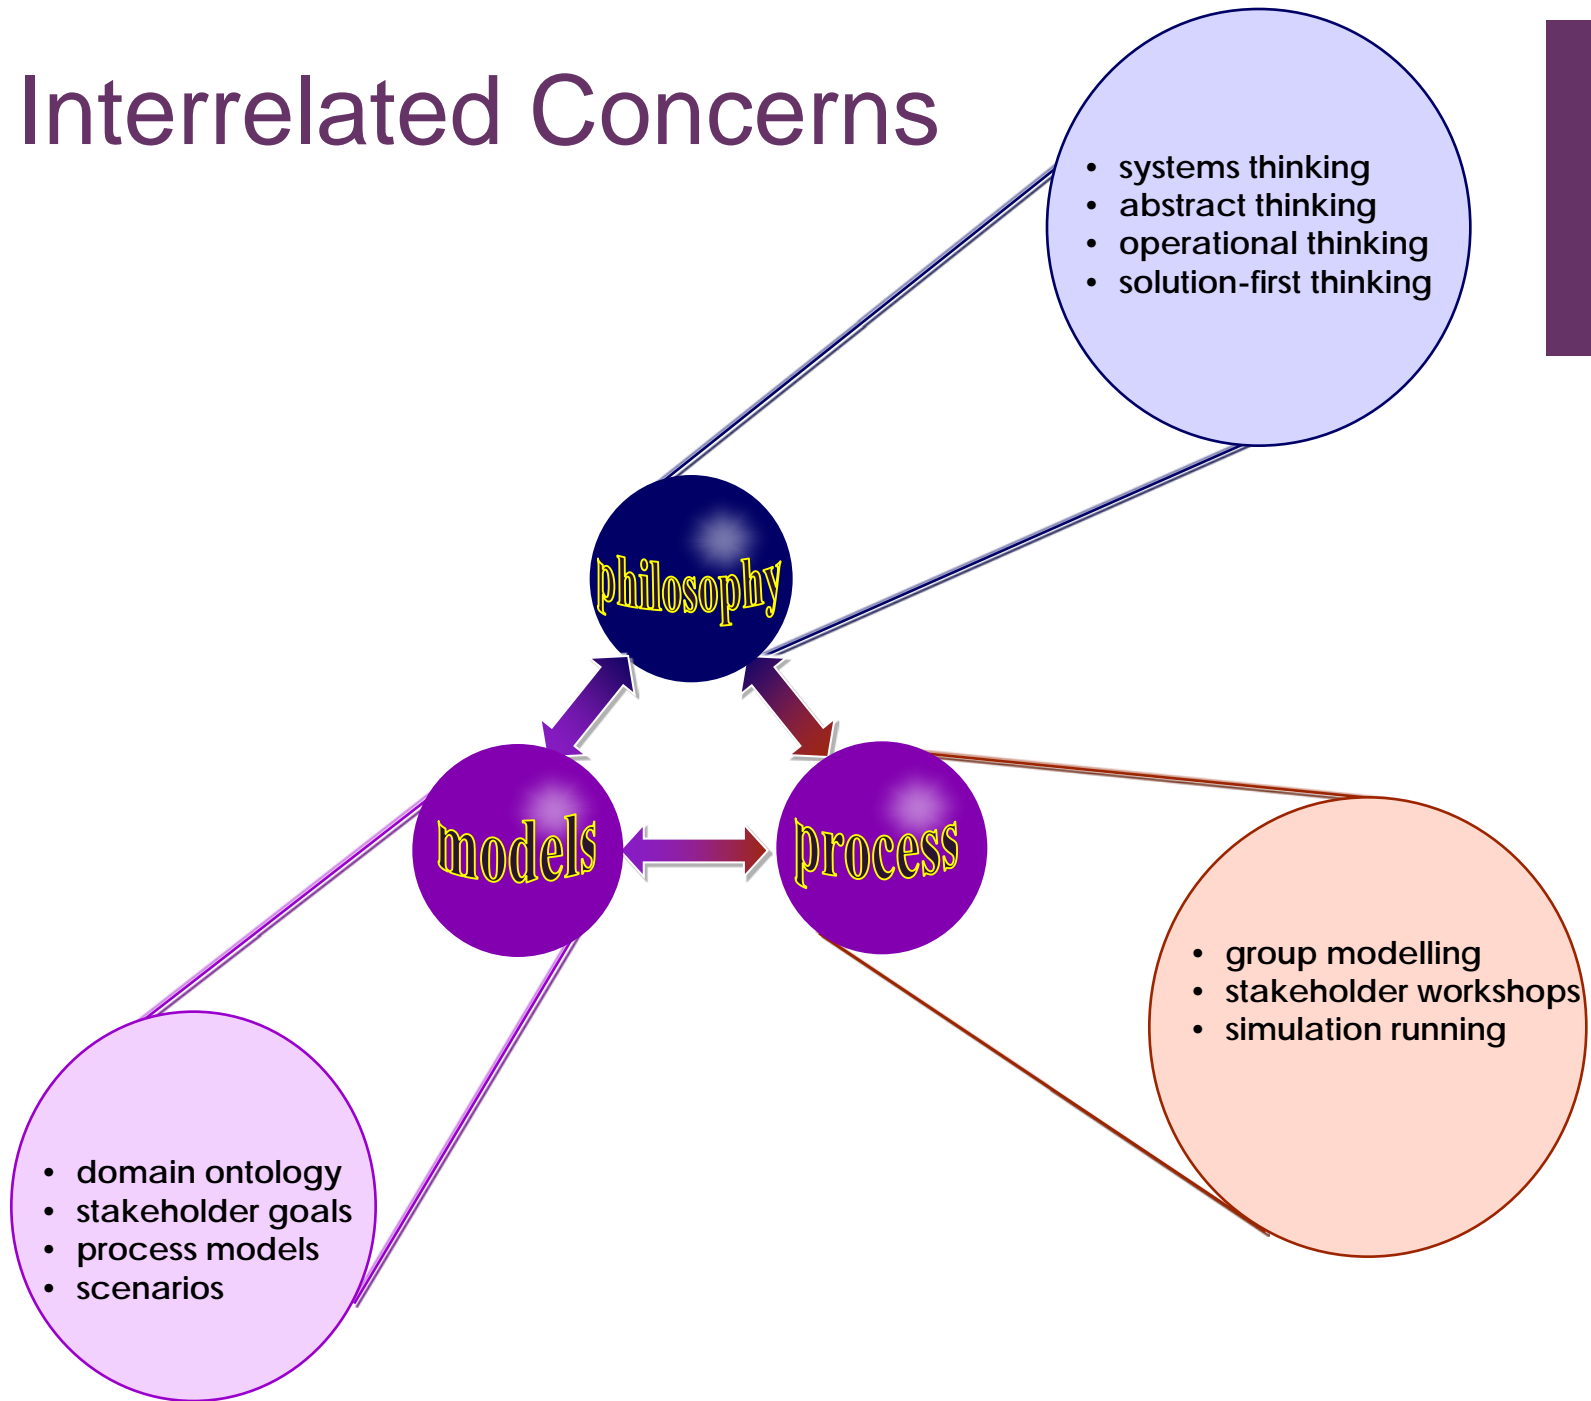 Interrelated Concerns
• systems thinking
• abstract thinking
• operational thinking
• solution-first thinking
philosophy
models
process
• group modelling
• stakeholder workshops
• simulation running
• domain ontology
• stakeholder goals
• process models
• scenarios